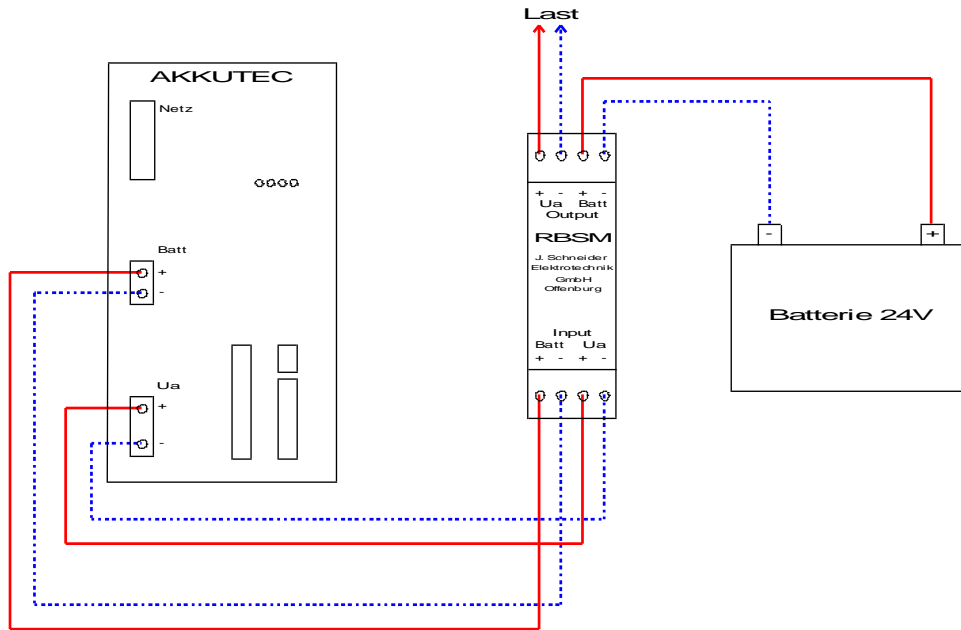 Last
AKKUTEC
Netz
Batt
+
-
Ua
+
-
+ - + -
Ua Batt
Output
RBSM
J. Schneider
Elektrotechnik
GmbH
Offenburg
Input
Batt Ua
+ - + -
- +
Batterie 24V